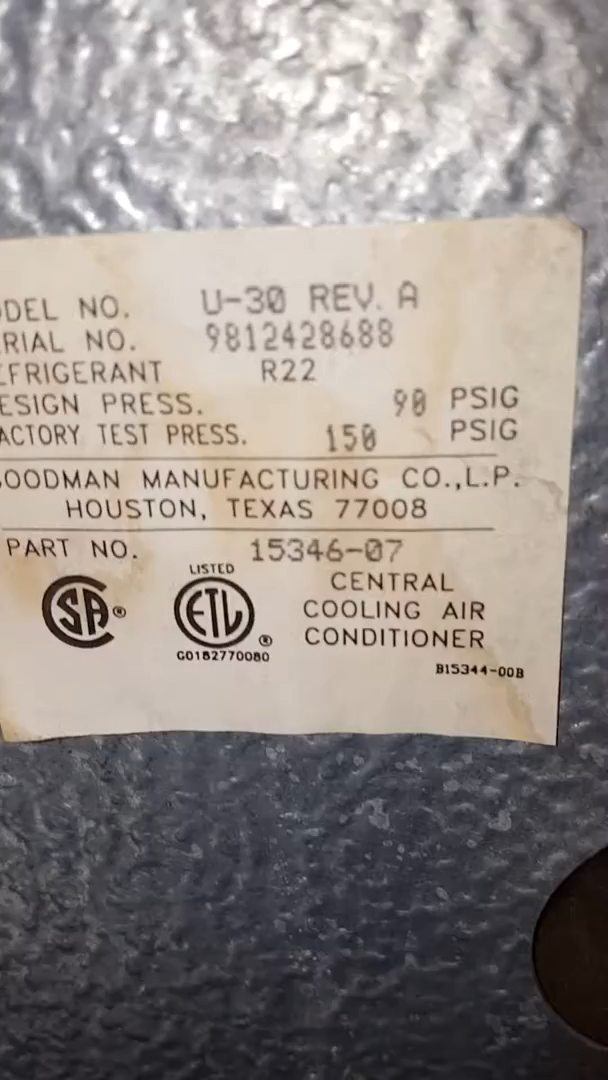 ODEL NO. U-30 REV. A
RIAL NO. 9812428688
EFRIGERANT R22
ESIGN PRESS. 90 PSIG
ACTORY TEST PRESS. 150 PSIG
OODMAN MANUFACTURING CO.,L.P.
HOUSTON, TEXAS 77008
PART NO. 15346-07
LISTED
SA® ETL®
G0182770080
CENTRAL
COOLING AIR
CONDITIONER
B15344-00B